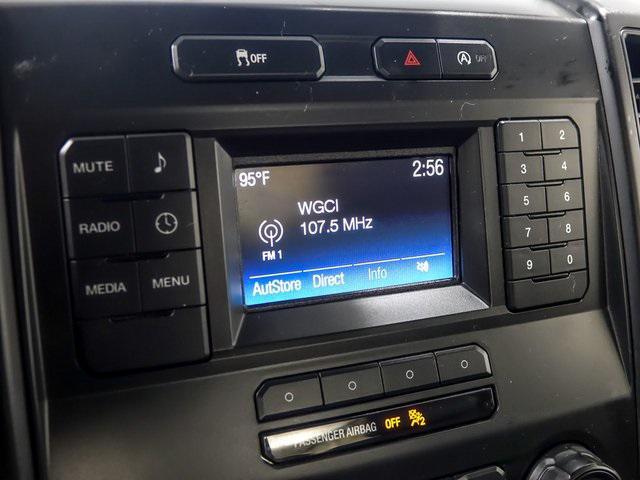 OFF
A OFF
MUTE
RADIO
MEDIA MENU
95°F 2:56
WGCI
107.5 MHz
FM 1
AutStore Direct Info
1 2
3 4
5 6
7 8
9 0
PASSENGER AIRBAG OFF 2